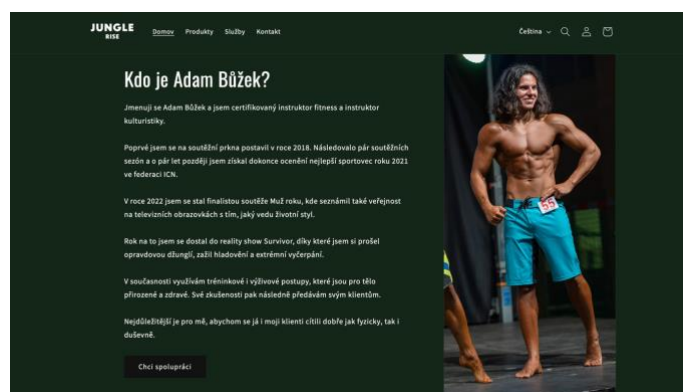 JUNGLE
RISE
Domov Produkty Služby Kontakt
Čeština
Kdo je Adam Bůžek?
Jmenuji se Adam Bůžek a jsem certifikovaný instruktor fitness a instruktor
kulturistiky.
Poprvé jsem se na soutěžní prkna postavil v roce 2018. Následovalo pár soutěžních
sezón a o pár let později jsem získal dokonce ocenění nejlepší sportovec roku 2021
ve federaci ICN.
V roce 2022 jsem se stal finalistou soutěže Muž roku, kde seznámil také veřejnost
na televizních obrazovkách s tím, jaký vedu životní styl.
Rok na to jsem se dostal do reality show Survivor, díky které jsem si prošel
opravdovou džunglí, zažil hladovění a extrémní vyčerpání.
V současnosti využívám tréninkové i výživové postupy, které jsou pro tělo
přirozené a zdravé. Své zkušenosti pak následně předávám svým klientům.
Nejdůležitější je pro mě, abychom se já i moji klienti cítili dobře jak fyzicky, tak i
duševně.
Chci spolupráci
55